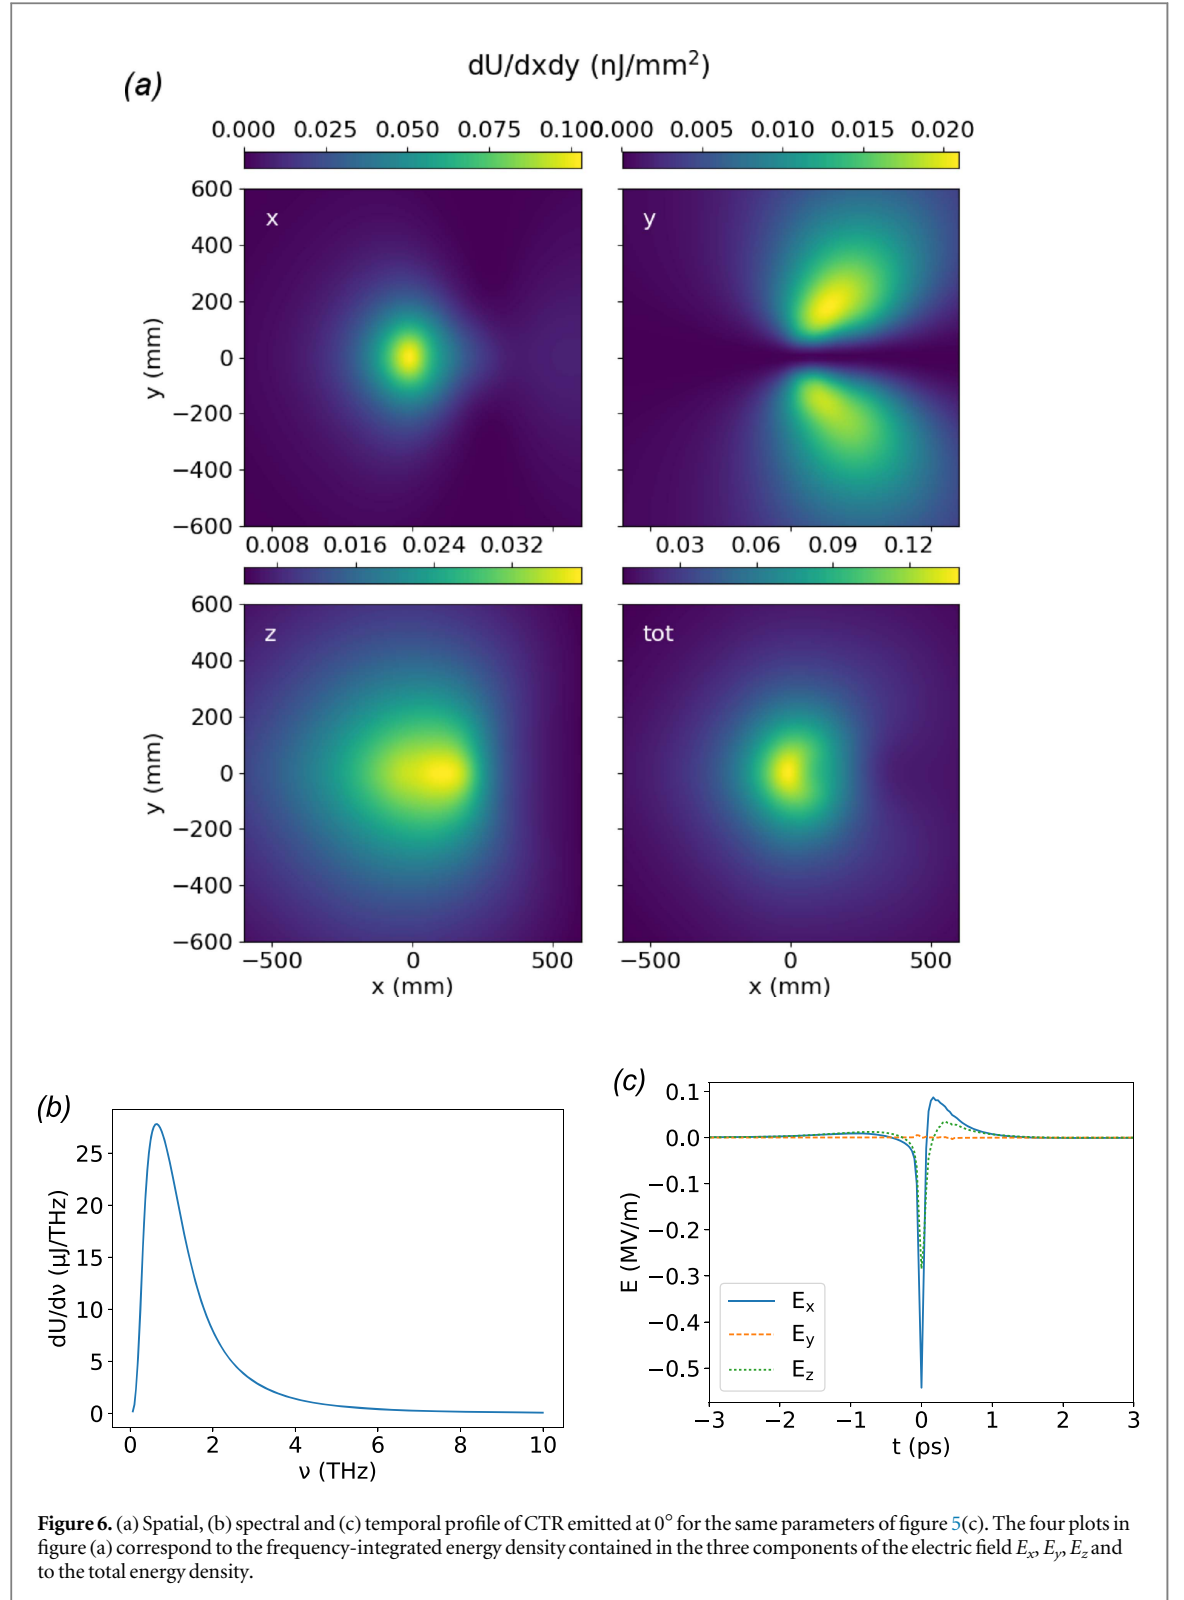 (a)
dU/dxdy (nJ/mm²)
0.000 0.025 0.050 0.075 0.100
0.000 0.005 0.010 0.015 0.020
x
y
600
400
200
0
−200
−400
−600
y (mm)
0.008 0.016 0.024 0.032
0.03 0.06 0.09 0.12
z
tot
600
400
200
0
−200
−400
−600
y (mm)
−500 0 500
−500 0 500
x (mm)
x (mm)
(b)
25
20
15
10
5
0
dU/dν (μJ/THz)
0 2 4 6 8 10
ν (THz)
(c)
0.1
0.0
−0.1
−0.2
−0.3
−0.4
−0.5
E (MV/m)
Eₓ
E_y
E_z
−3 −2 −1 0 1 2 3
t (ps)
Figure 6. (a) Spatial, (b) spectral and (c) temporal profile of CTR emitted at 0° for the same parameters of figure 5(c). The four plots in
figure (a) correspond to the frequency-integrated energy density contained in the three components of the electric field Eₓ, E_y, E_z and
to the total energy density.